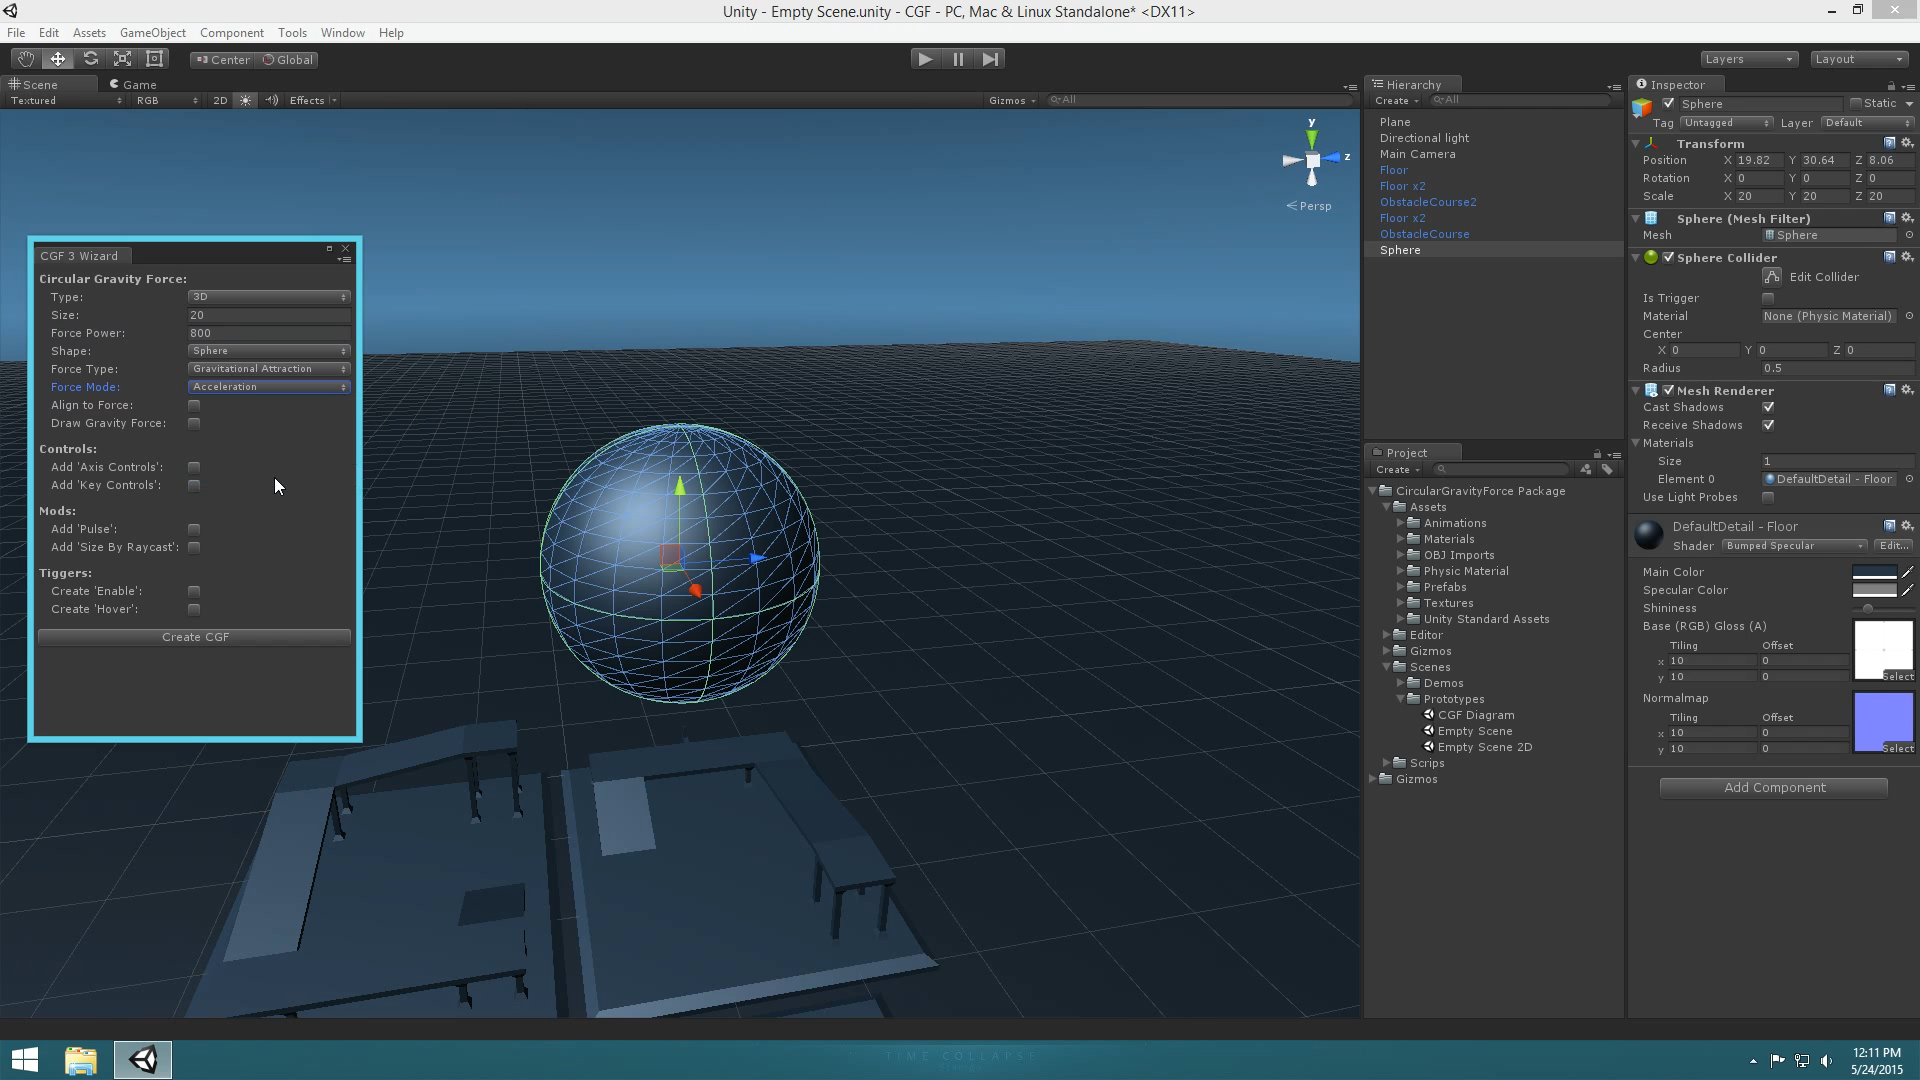 Unity - Empty Scene.unity - CGF - PC, Mac & Linux Standalone* <DX11>
File Edit Assets GameObject Component Tools Window Help
Center Global
Layers Layout
Scene Game
Textured RGB 2D Effects Gizmos All
y
z
Persp
CGF 3 Wizard
Circular Gravity Force:
Type: 3D
Size: 20
Force Power: 800
Shape: Sphere
Force Type: Gravitational Attraction
Force Mode: Acceleration
Align to Force:
Draw Gravity Force:
Controls:
Add 'Axis Controls':
Add 'Key Controls':
Mods:
Add 'Pulse':
Add 'Size By Raycast':
Tiggers:
Create 'Enable':
Create 'Hover':
Create CGF
Hierarchy
Create All
Plane
Directional light
Main Camera
Floor
Floor x2
ObstacleCourse2
Floor x2
ObstacleCourse
Sphere
Project
Create
CircularGravityForce Package
Assets
Animations
Materials
OBJ Imports
Physic Material
Prefabs
Textures
Unity Standard Assets
Editor
Gizmos
Scenes
Demos
Prototypes
CGF Diagram
Empty Scene
Empty Scene 2D
Scrips
Gizmos
Inspector
Sphere Static
Tag Untagged Layer Default
Transform
Position X 19.82 Y 30.64 Z 8.06
Rotation X 0 Y 0 Z 0
Scale X 20 Y 20 Z 20
Sphere (Mesh Filter)
Mesh Sphere
Sphere Collider
Edit Collider
Is Trigger
Material None (Physic Material)
Center
X 0 Y 0 Z 0
Radius 0.5
Mesh Renderer
Cast Shadows
Receive Shadows
Materials
Size 1
Element 0 DefaultDetail - Floor
Use Light Probes
DefaultDetail - Floor
Shader Bumped Specular Edit...
Main Color
Specular Color
Shininess
Base (RGB) Gloss (A)
Tiling Offset
x 10 0
y 10 0
Select
Normalmap
Tiling Offset
x 10 0
y 10 0
Select
Add Component
TIME COLLAPSE
12:11 PM
5/24/2015